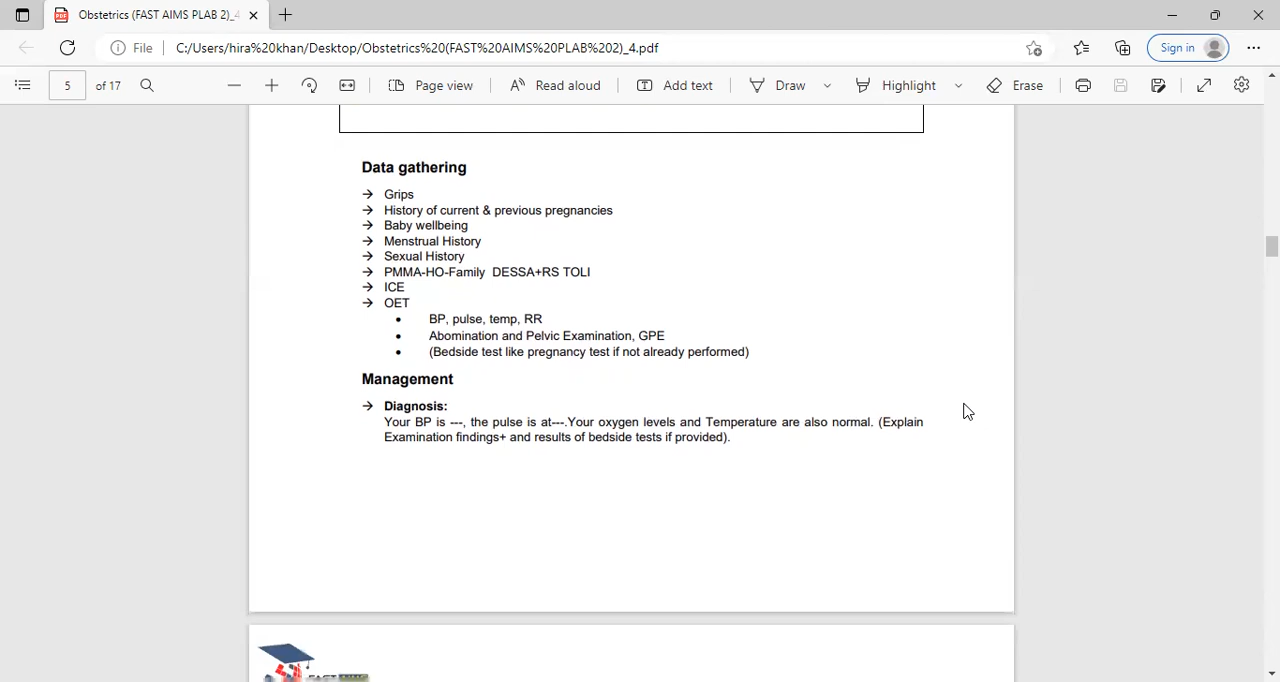 Obstetrics (FAST AIMS PLAB 2)_4
File
C:/Users/hira%20khan/Desktop/Obstetrics%20(FAST%20AIMS%20PLAB%202)_4.pdf
Sign in
5 of 17
Page view
Read aloud
Add text
Draw
Highlight
Erase
Data gathering
→ Grips
→ History of current & previous pregnancies
→ Baby wellbeing
→ Menstrual History
→ Sexual History
→ PMMA-HO-Family DESSA+RS TOLI
→ ICE
→ OET
• BP, pulse, temp, RR
• Abomination and Pelvic Examination, GPE
• (Bedside test like pregnancy test if not already performed)
Management
→ Diagnosis:
Your BP is ---, the pulse is at---.Your oxygen levels and Temperature are also normal. (Explain
Examination findings+ and results of bedside tests if provided).